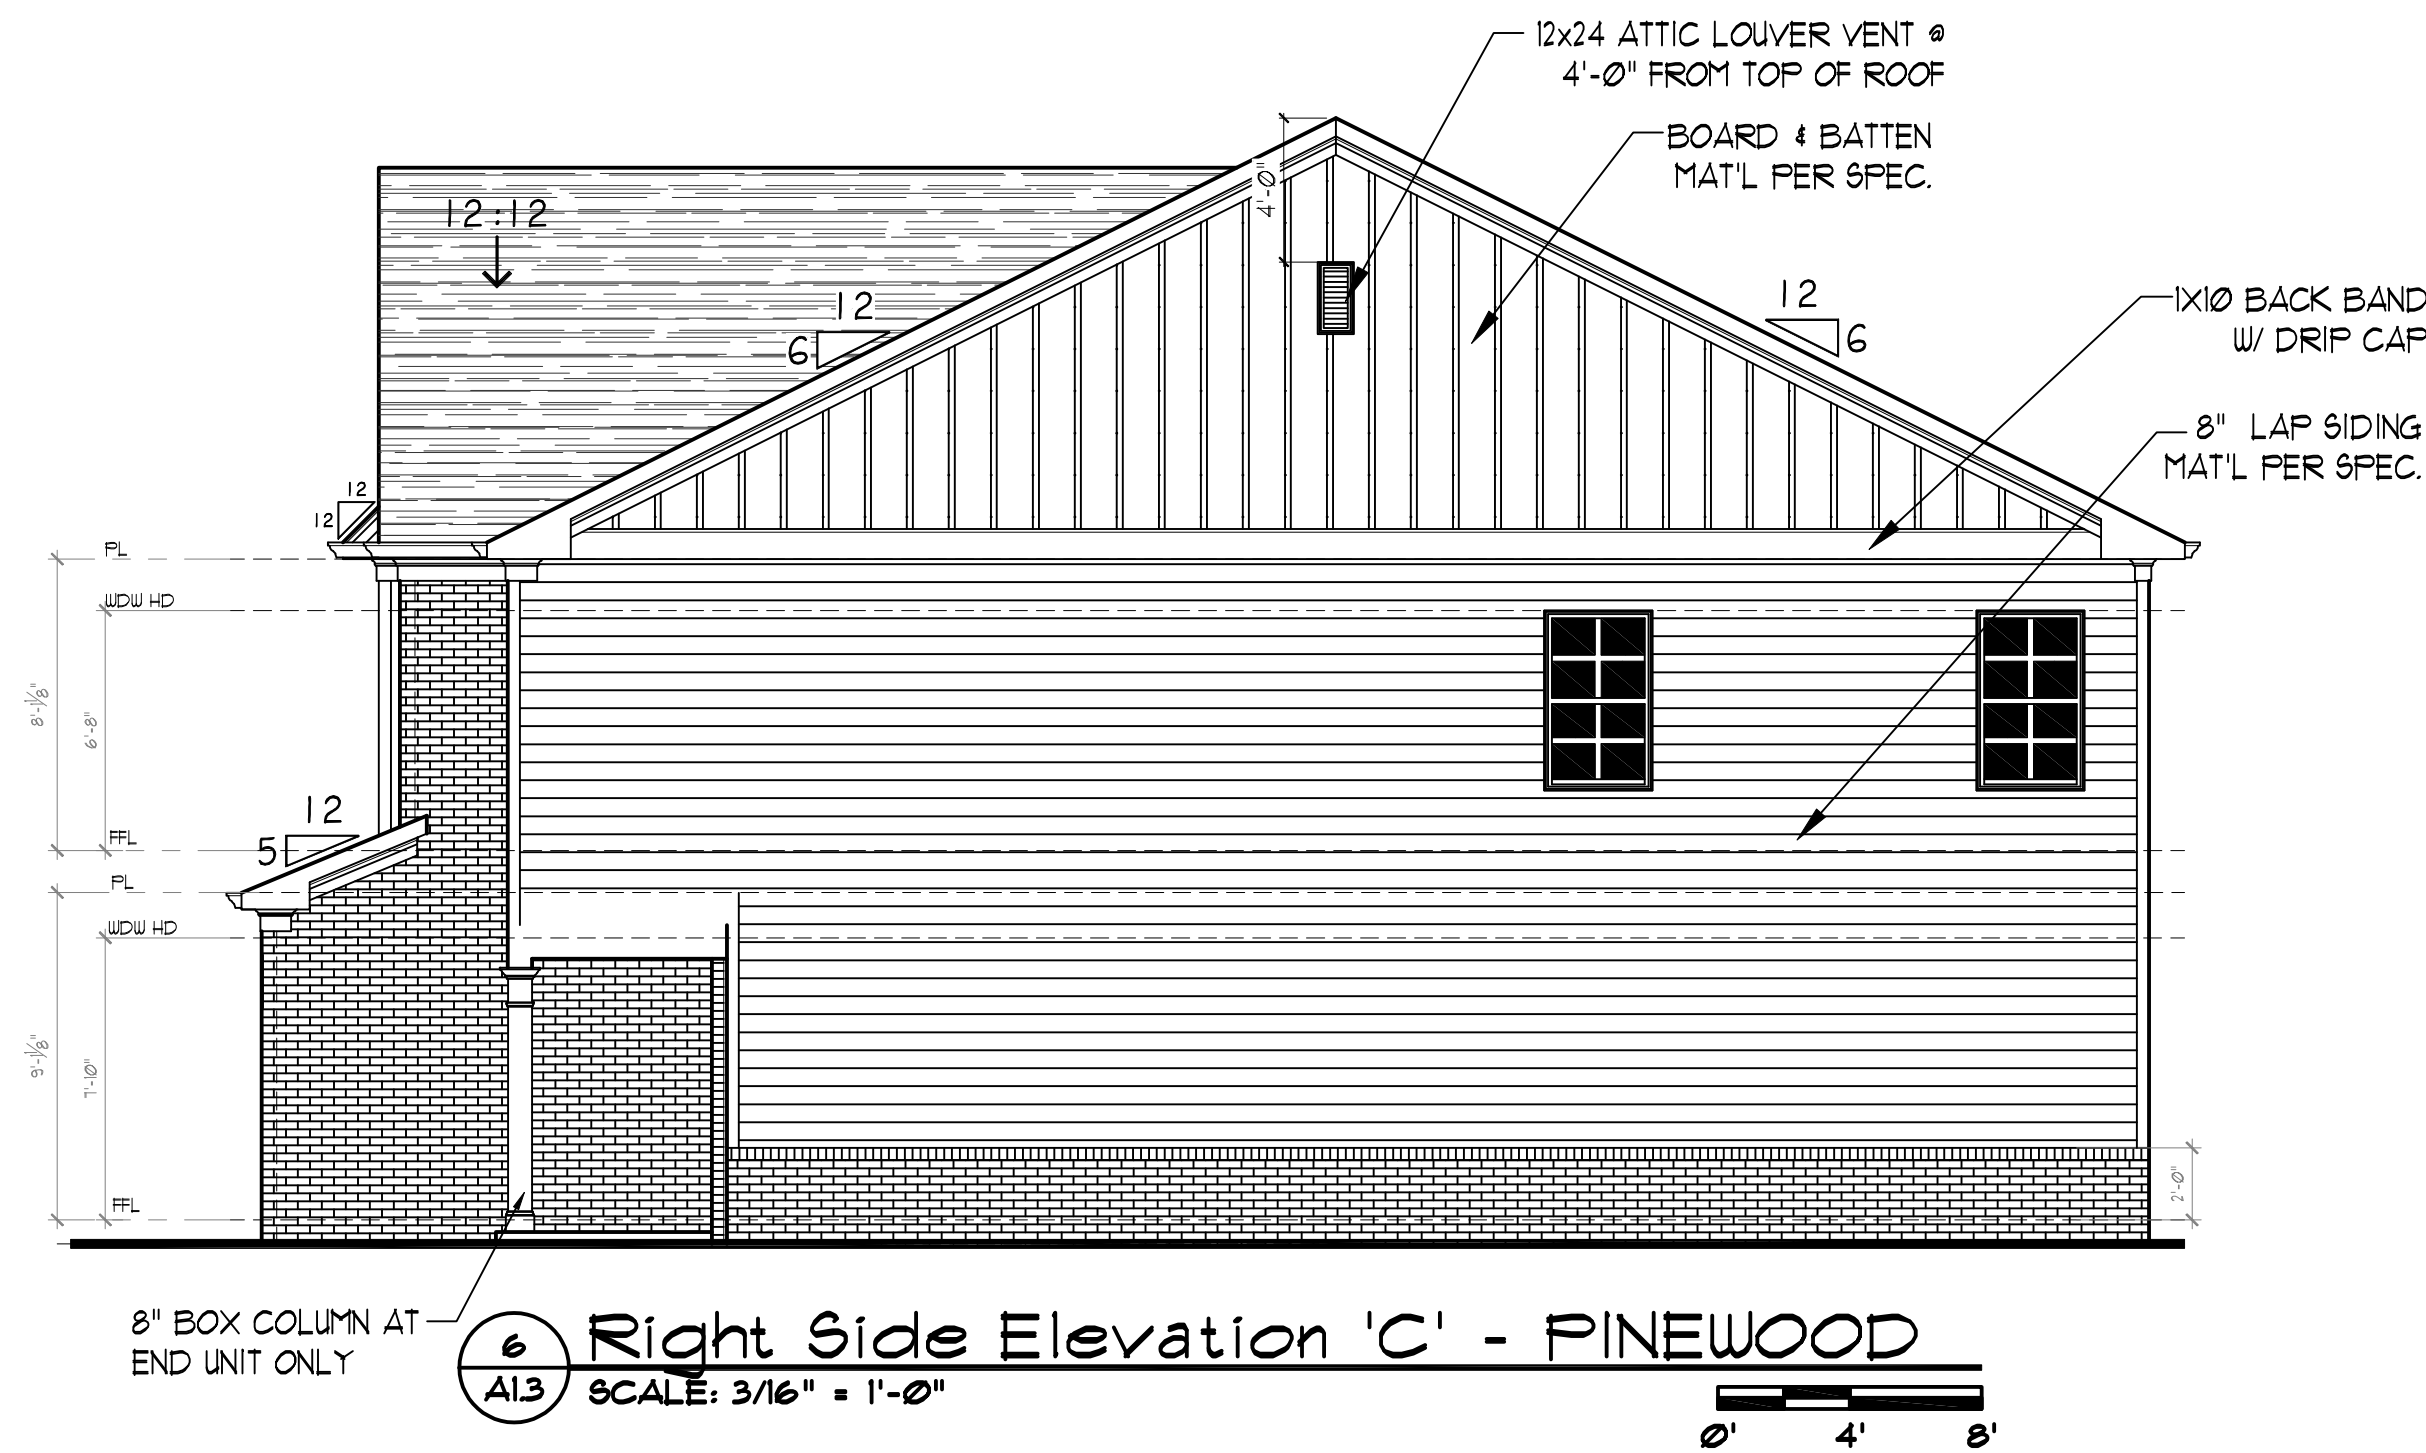 12x24 ATTIC LOUVER VENT @
4'-0" FROM TOP OF ROOF
BOARD & BATTEN
MAT'L PER SPEC.
4'-0"
12:12
12
6
12
6
1X10 BACK BAND
W/ DRIP CAP
8" LAP SIDING
MAT'L PER SPEC.
12
12
PL
WDW HD
8'-1/8"
6'-8"
12
5
FFL
PL
WDW HD
9'-1/8"
7'-10"
FFL
2'-0"
8" BOX COLUMN AT
END UNIT ONLY
6
A1.3
Right Side Elevation 'C' - PINEWOOD
SCALE: 3/16" = 1'-0"
0' 4' 8'